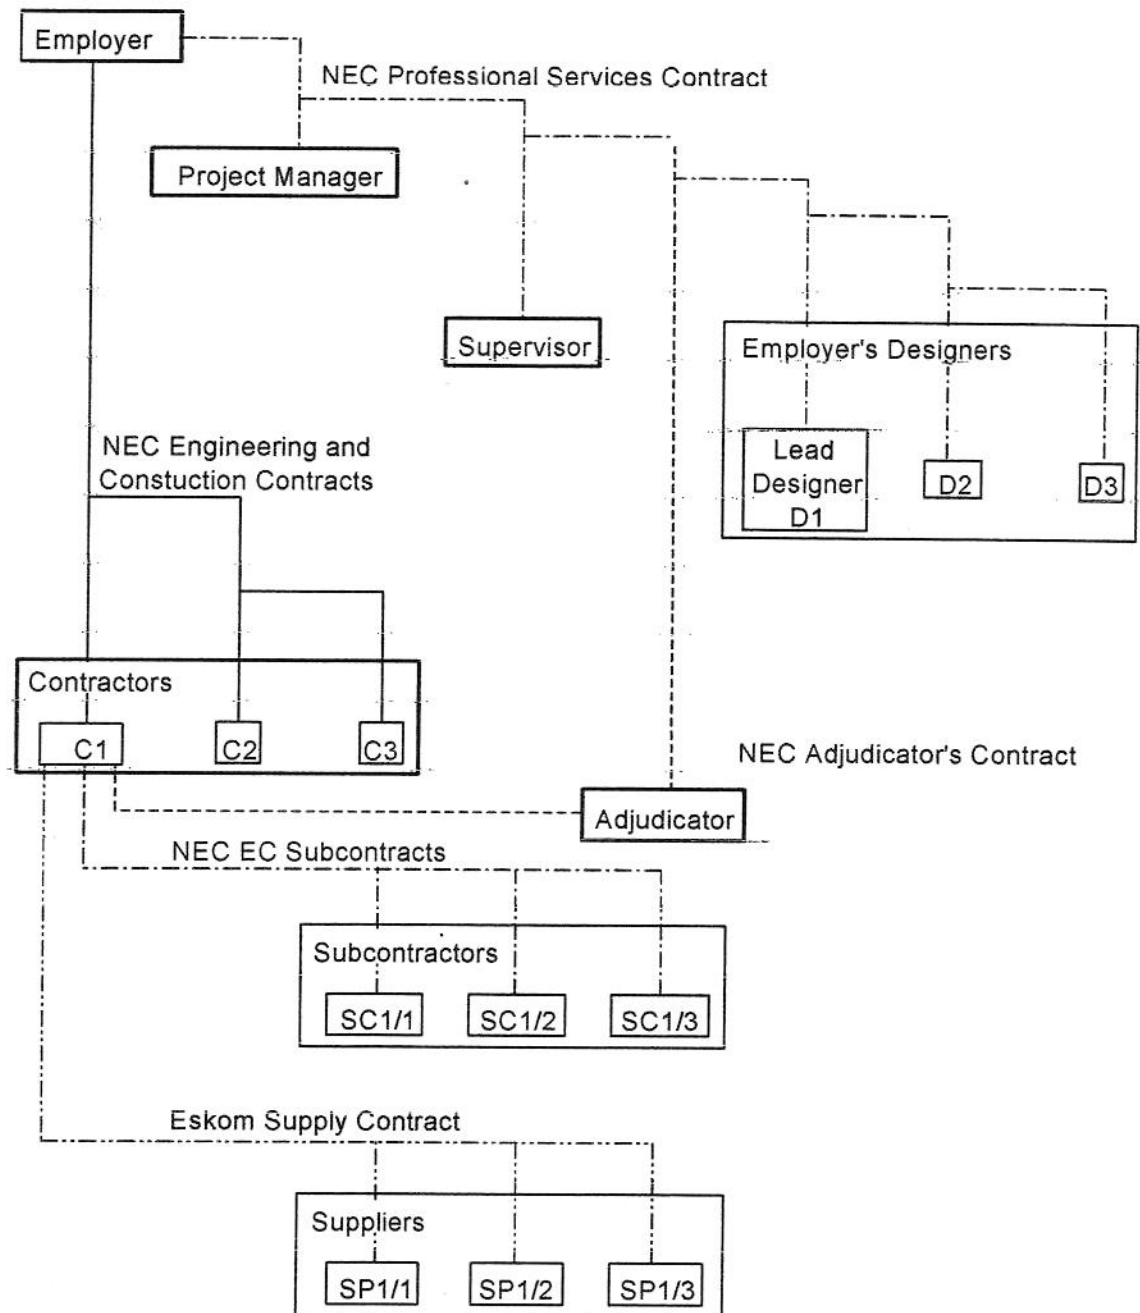 Employer
NEC Professional Services Contract
Project Manager
Supervisor
Employer's Designers
Lead
Designer
D1
D2
D3
NEC Engineering and
Constuction Contracts
Contractors
C1
C2
C3
NEC Adjudicator's Contract
Adjudicator
NEC EC Subcontracts
Subcontractors
SC1/1
SC1/2
SC1/3
Eskom Supply Contract
Suppliers
SP1/1
SP1/2
SP1/3